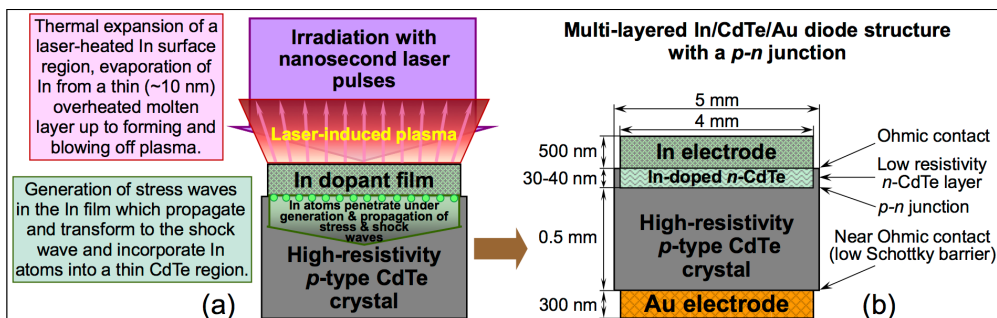 Thermal expansion of a
laser-heated In surface
region, evaporation of
In from a thin (~10 nm)
overheated molten
layer up to forming and
blowing off plasma.
Generation of stress waves
in the In film which propagate
and transform to the shock
wave and incorporate In
atoms into a thin CdTe region.
Irradiation with
nanosecond laser
pulses
Laser-induced plasma
In dopant film
In atoms penetrate under
generation & propagation of
stress & shock
waves
High-resistivity
p-type CdTe
crystal
(a)
Multi-layered In/CdTe/Au diode structure
with a p-n junction
5 mm
4 mm
500 nm
30-40 nm
0.5 mm
300 nm
In electrode
In-doped n-CdTe
High-resistivity
p-type CdTe
crystal
Au electrode
Ohmic contact
Low resistivity
n-CdTe layer
p-n junction
Near Ohmic contact
(low Schottky barrier)
(b)